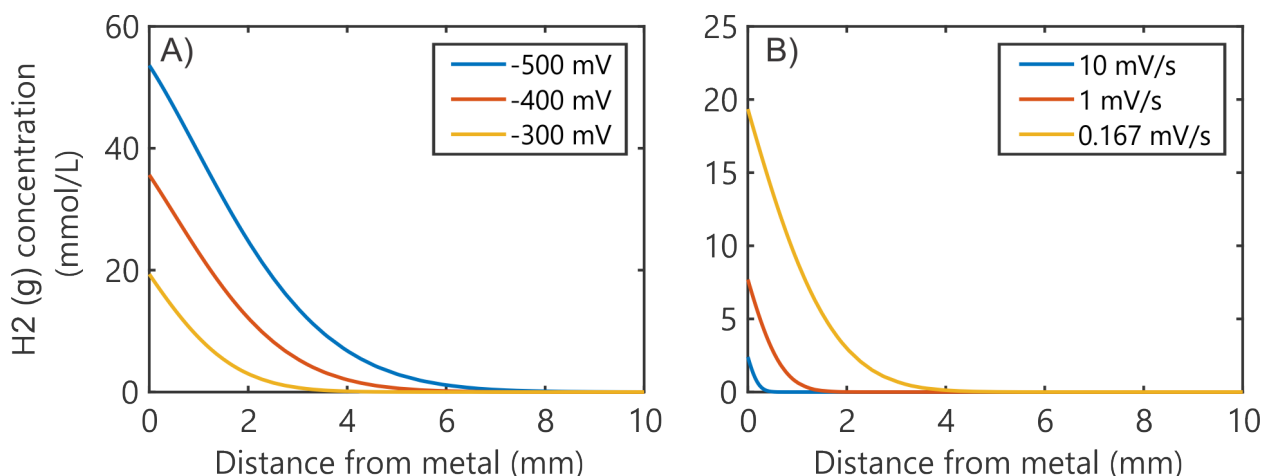 A)
-500 mV
-400 mV
-300 mV
60
40
20
0
0 2 4 6 8 10
H2 (g) concentration
(mmol/L)
Distance from metal (mm)
B)
10 mV/s
1 mV/s
0.167 mV/s
25
20
15
10
5
0
0 2 4 6 8 10
Distance from metal (mm)